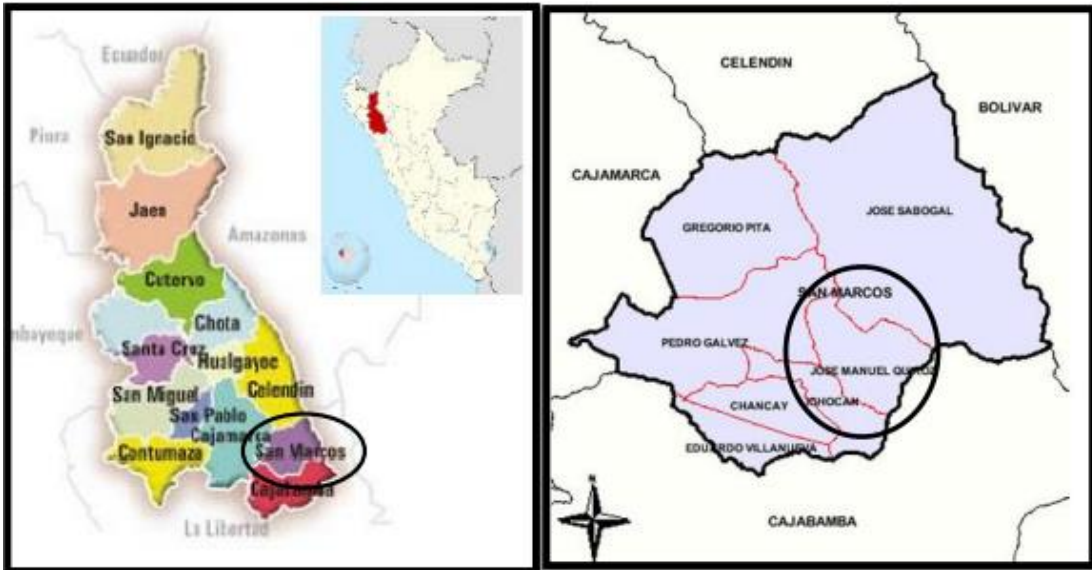 Ecuador
Piura
San Ignacio
Jaen
Amazonas
Cutervo
Chota
Santa Cruz
Hualgayoc
San Miguel
Celendin
San Pablo
Cajamarca
Contumaza
San Marcos
La Libertad
CELENDIN
BOLIVAR
CAJAMARCA
JOSE SABOGAL
GREGORIO PITA
SAN MARCOS
PEDRO GALVEZ
JOSE MANUEL QUIROZ
CHANCAY
ICHOCAN
EDUARDO VILLANUEVA
CAJABAMBA